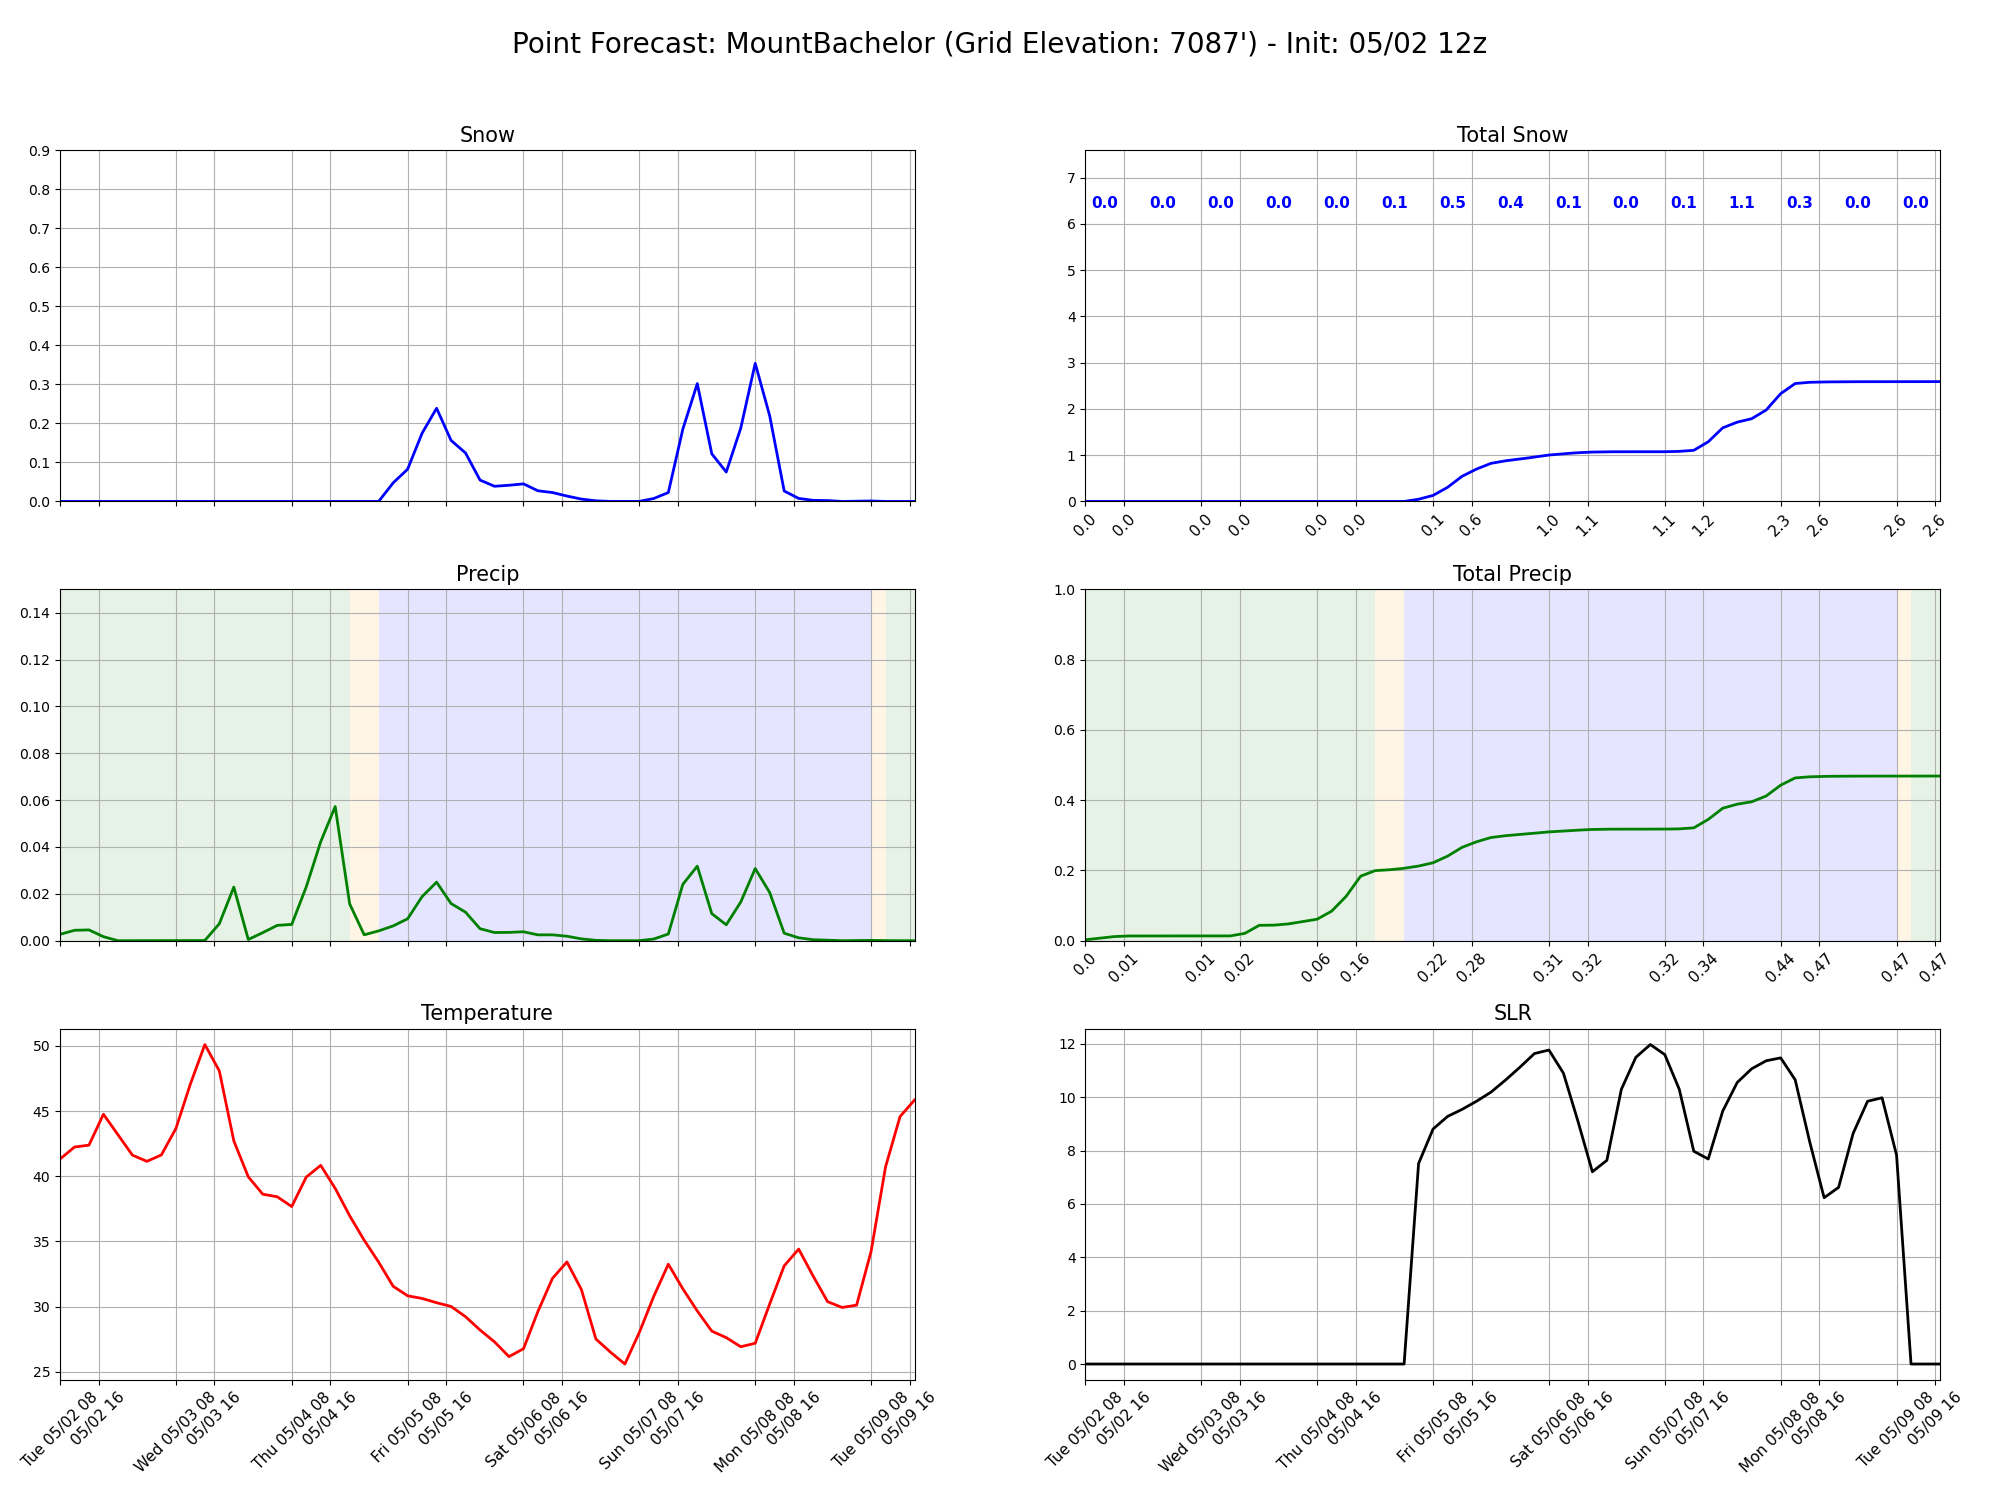 Point Forecast: MountBachelor (Grid Elevation: 7087') - Init: 05/02 12z
Snow
0.9
0.8
0.7
0.6
0.5
0.4
0.3
0.2
0.1
0.0
Total Snow
7
6
5
4
3
2
1
0
0.0 0.0 0.0 0.0 0.0 0.1 0.5 0.4 0.1 0.0 0.1 1.1 0.3 0.0 0.0
0.0 0.0 0.0 0.0 0.0 0.0 0.1 0.6 1.0 1.1 1.1 1.2 2.3 2.6 2.6 2.6
Precip
0.14
0.12
0.10
0.08
0.06
0.04
0.02
0.00
Total Precip
1.0
0.8
0.6
0.4
0.2
0.0
0.0 0.01 0.01 0.02 0.06 0.16 0.22 0.28 0.31 0.32 0.32 0.34 0.44 0.47 0.47 0.47
Temperature
50
45
40
35
30
25
Tue 05/02 08
05/02 16
Wed 05/03 08
05/03 16
Thu 05/04 08
05/04 16
Fri 05/05 08
05/05 16
Sat 05/06 08
05/06 16
Sun 05/07 08
05/07 16
Mon 05/08 08
05/08 16
Tue 05/09 08
05/09 16
SLR
12
10
8
6
4
2
0
Tue 05/02 08
05/02 16
Wed 05/03 08
05/03 16
Thu 05/04 08
05/04 16
Fri 05/05 08
05/05 16
Sat 05/06 08
05/06 16
Sun 05/07 08
05/07 16
Mon 05/08 08
05/08 16
Tue 05/09 08
05/09 16